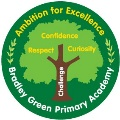 Ambition for Excellence
Confidence
Respect
Curiosity
Challenge
Bradley Green Primary Academy